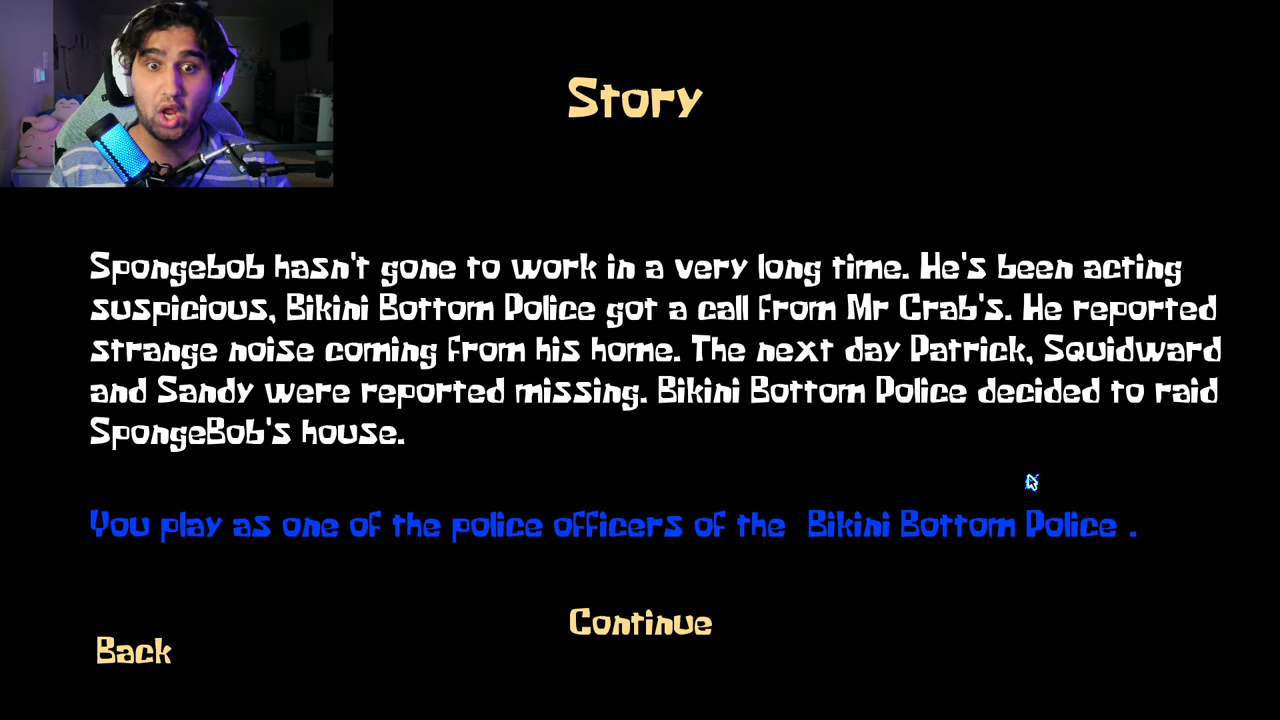 Story
Spongebob hasn't gone to work in a very long time. He's been acting
suspicious, Bikini Bottom Police got a call from Mr Crab's. He reported
strange noise coming from his home. The next day Patrick, Squidward
and Sandy were reported missing. Bikini Bottom Police decided to raid
SpongeBob's house.
You play as one of the police officers of the  Bikini Bottom Police .
Continue
Back